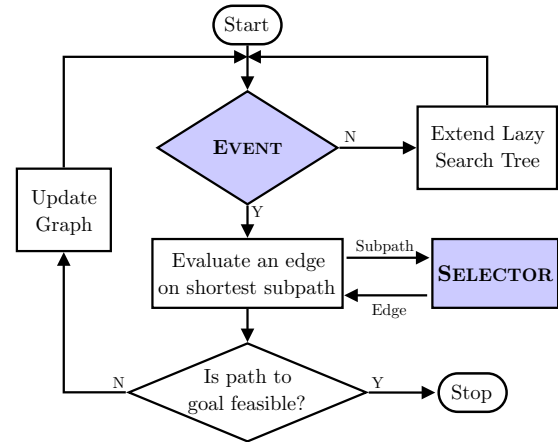 Start
EVENT
N
Extend Lazy
Search Tree
Update
Graph
Y
Evaluate an edge
on shortest subpath
Subpath
SELECTOR
Edge
Is path to
goal feasible?
N
Y
Stop